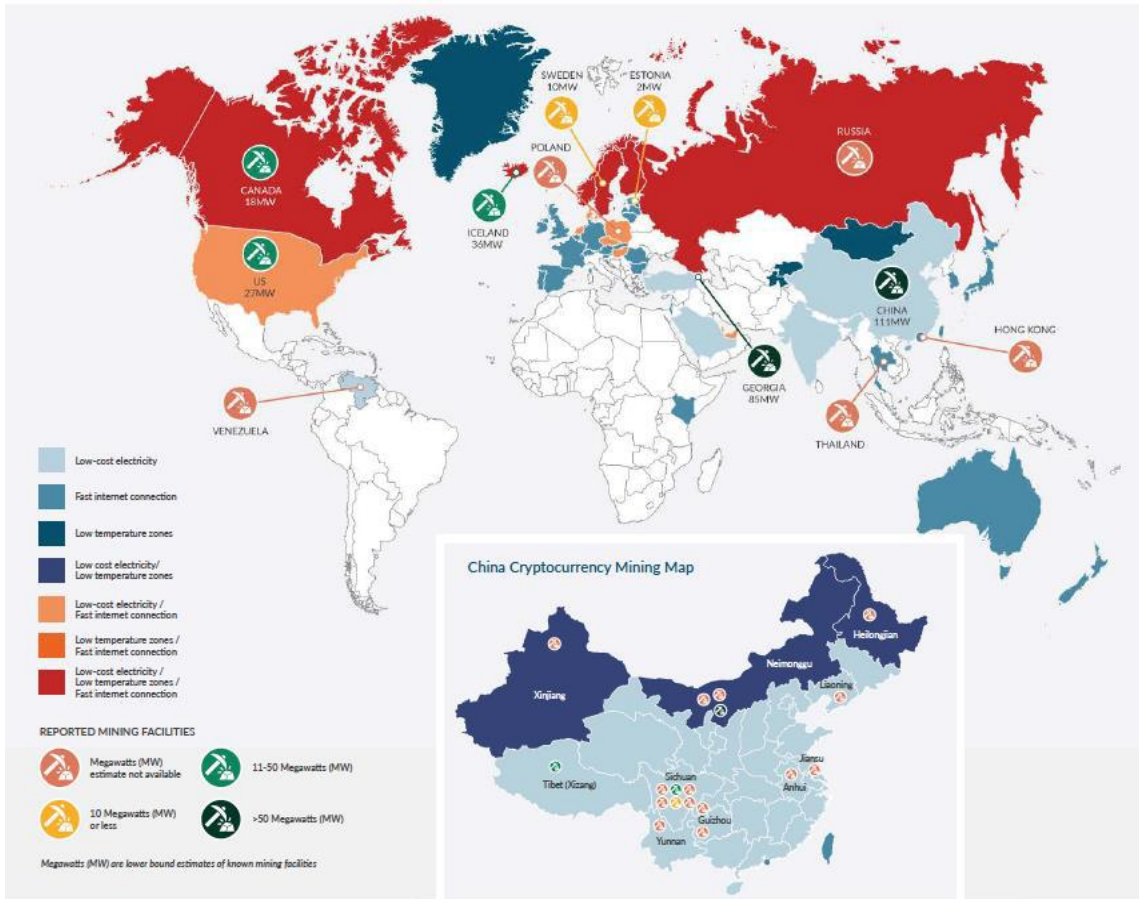 SWEDEN
10MW
ESTONIA
2MW
POLAND
RUSSIA
CANADA
18MW
ICELAND
36MW
US
27MW
CHINA
111MW
HONG KONG
GEORGIA
85MW
VENEZUELA
THAILAND
Low-cost electricity
Fast internet connection
Low temperature zones
Low cost electricity/
Low temperature zones
Low-cost electricity /
Fast internet connection
Low temperature zones /
Fast internet connection
Low-cost electricity /
Low temperature zones /
Fast internet connection
REPORTED MINING FACILITIES
Megawatts (MW)
estimate not available
11-50 Megawatts (MW)
10 Megawatts (MW)
or less
>50 Megawatts (MW)
Megawatts (MW) are lower bound estimates of known mining facilities
China Cryptocurrency Mining Map
Heilongjian
Neimonggu
Xinjiang
Liaoning
Jiansu
Anhui
Tibet (Xizang)
Sichuan
Guizhou
Yunnan